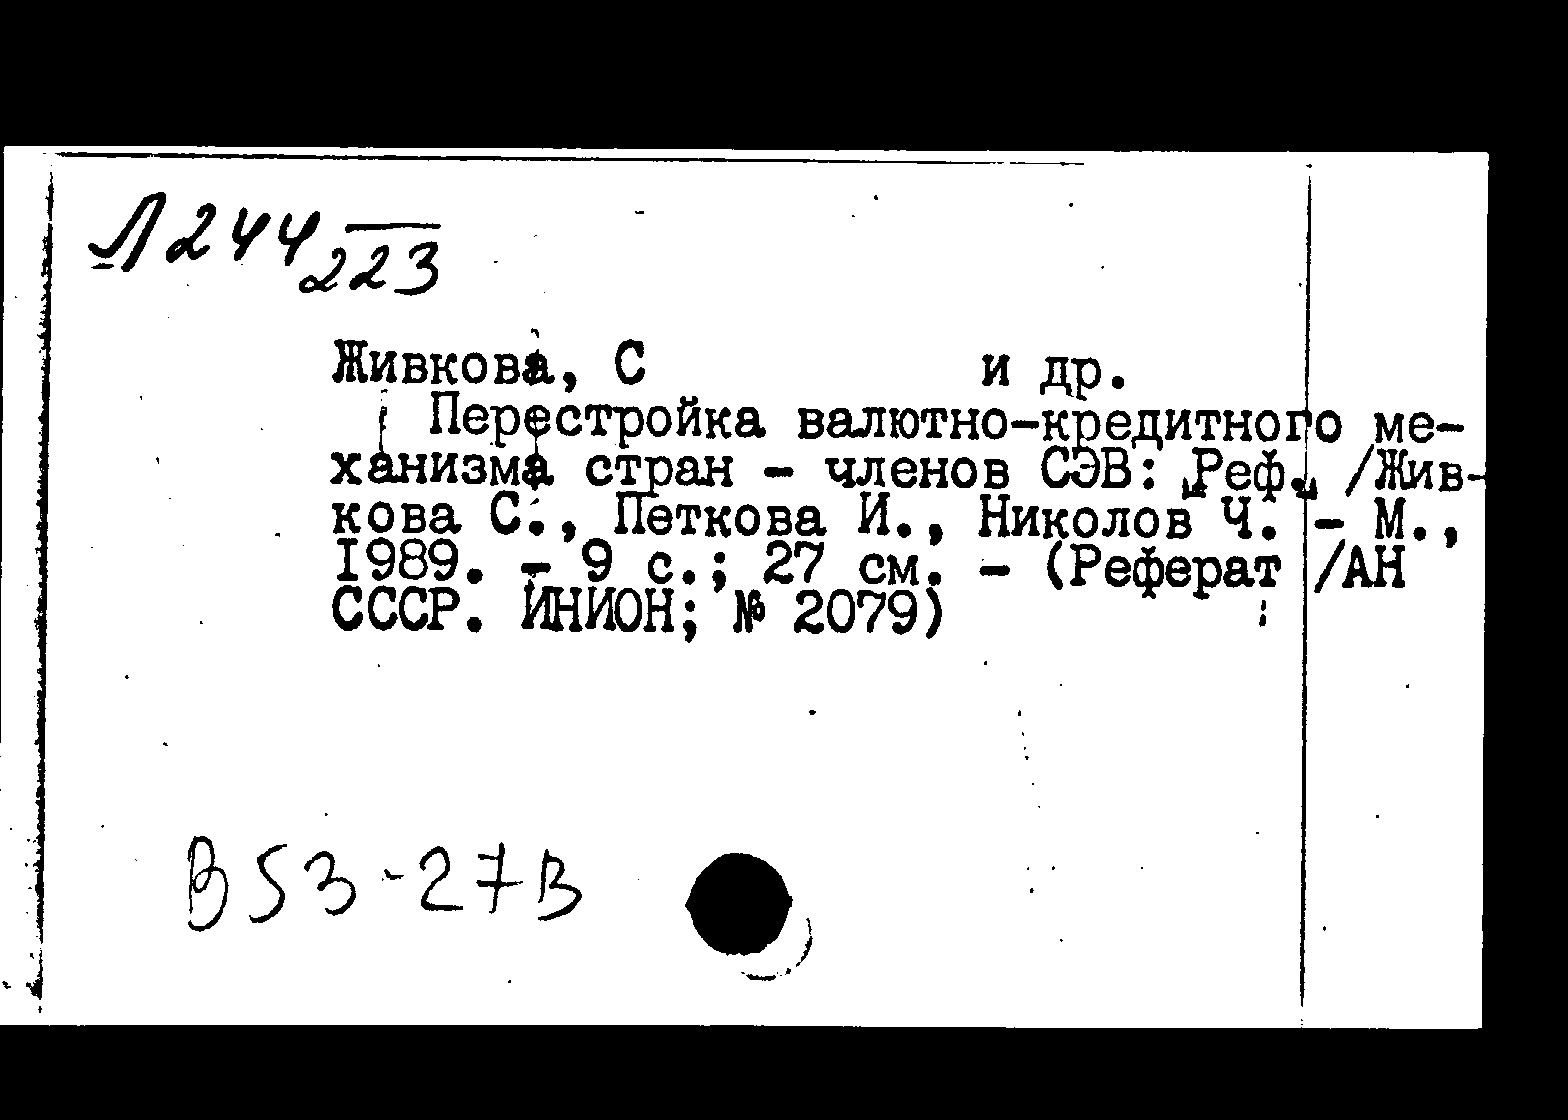 Л244
223
Живкова, С и др.
Перестройка валютно-кредитного ме-
ханизма стран - членов СЭВ: Реф. /Жив-
кова С., Петкова И., Николов Ч. - М.,
1989. - 9 с.; 27 см. - (Реферат /АН
СССР. ИНИОН; № 2079)
В53-27В